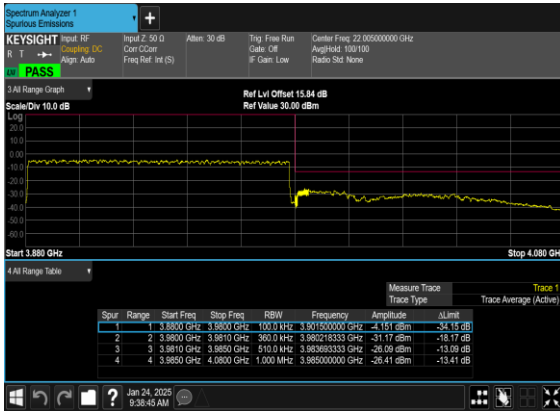 Spectrum Analyzer 1
Spurious Emissions
+
KEYSIGHT
R T
LXI PASS
Input: RF
Coupling: DC
Align: Auto
Input Z: 50 Ω
Corr CCorr
Freq Ref: Int (S)
Atten: 30 dB
Trig: Free Run
Gate: Off
IF Gain: Low
Center Freq: 22.005000000 GHz
Avg|Hold: 100/100
Radio Std: None
3 All Range Graph
Scale/Div 10.0 dB
Ref Lvl Offset 15.84 dB
Ref Value 30.00 dBm
Log
20.0
10.0
0.00
-10.0
-20.0
-30.0
-40.0
-50.0
-60.0
Start 3.880 GHz
Stop 4.080 GH
4 All Range Table
Measure Trace Trace 1
Trace Type Trace Average (Active)
Spur Range Start Freq Stop Freq RBW Frequency Amplitude ΔLimit
1 1 3.8800 GHz 3.9800 GHz 100.0 kHz 3.901500000 GHz -4.151 dBm -34.15 dB
2 2 3.9800 GHz 3.9810 GHz 360.0 kHz 3.980218333 GHz -31.17 dBm -18.17 dB
3 3 3.9810 GHz 3.9850 GHz 510.0 kHz 3.983693333 GHz -26.09 dBm -13.09 dB
4 4 3.9850 GHz 4.0800 GHz 1.000 MHz 3.985000000 GHz -26.41 dBm -13.41 dB
?
Jan 24, 2025
9:38:45 AM